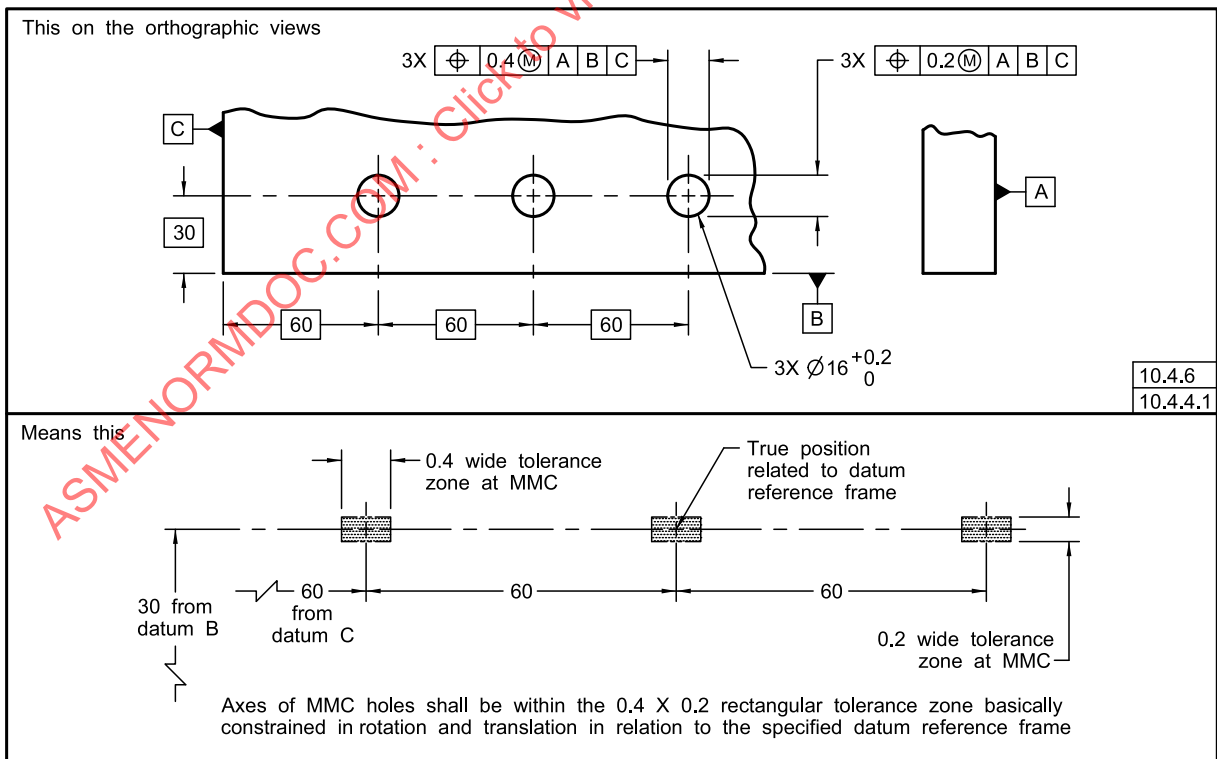 This on the orthographic views
3X ⌖ 0.4Ⓜ A B C
3X ⌖ 0.2Ⓜ A B C
C
A
30
B
60 60 60
3X ∅16 +0.2
0
10.4.6
10.4.4.1
Means this
0.4 wide tolerance
zone at MMC
True position
related to datum
reference frame
30 from
datum B
60
from
datum C
60
60
0.2 wide tolerance
zone at MMC
Axes of MMC holes shall be within the 0.4 X 0.2 rectangular tolerance zone basically
constrained in rotation and translation in relation to the specified datum reference frame
ASMENORMDOC.COM : Click to v